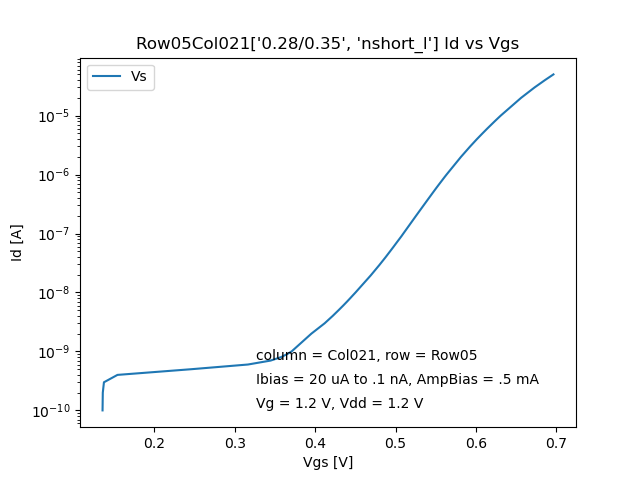 Row05Col021['0.28/0.35', 'nshort_l'] Id vs Vgs
Vs
10⁻⁵
10⁻⁶
10⁻⁷
10⁻⁸
10⁻⁹
10⁻¹⁰
Id [A]
column = Col021, row = Row05
Ibias = 20 uA to .1 nA, AmpBias = .5 mA
Vg = 1.2 V, Vdd = 1.2 V
0.2 0.3 0.4 0.5 0.6 0.7
Vgs [V]